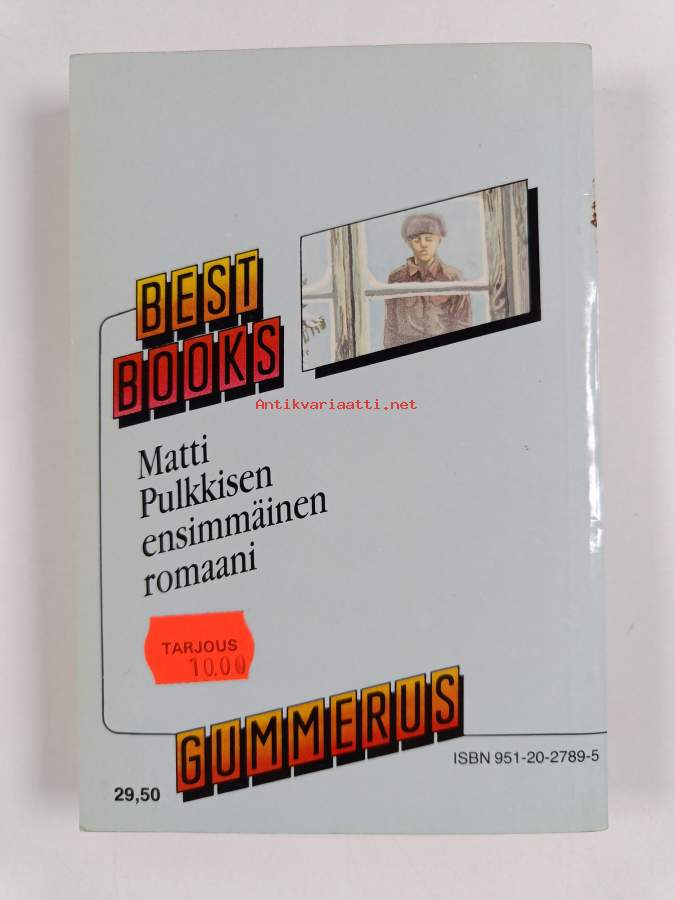 BEST
BOOKS
Antikvariaatti.net
Matti
Pulkkisen
ensimmäinen
romaani
TARJOUS
10.00
GUMMERUS
ISBN 951-20-2789-5
29,50